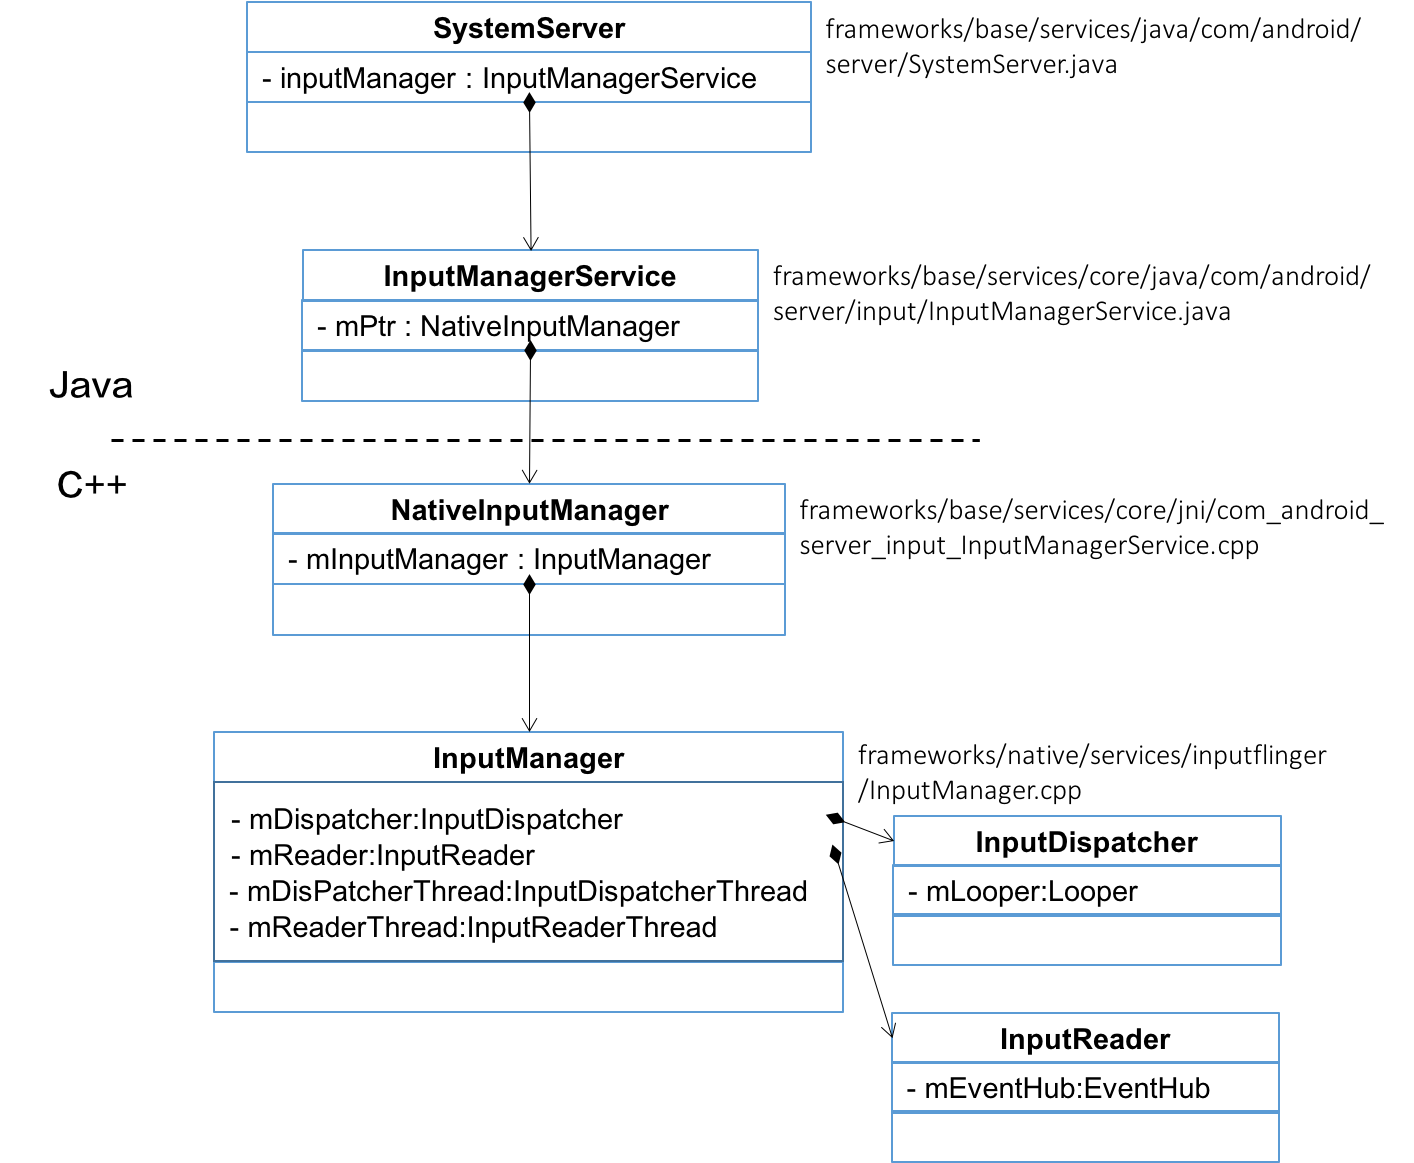 SystemServer
- inputManager : InputManagerService
frameworks/base/services/java/com/android/
server/SystemServer.java
InputManagerService
- mPtr : NativeInputManager
frameworks/base/services/core/java/com/android/
server/input/InputManagerService.java
Java
C++
NativeInputManager
- mInputManager : InputManager
frameworks/base/services/core/jni/com_android_
server_input_InputManagerService.cpp
InputManager
- mDispatcher:InputDispatcher
- mReader:InputReader
- mDisPatcherThread:InputDispatcherThread
- mReaderThread:InputReaderThread
frameworks/native/services/inputflinger
/InputManager.cpp
InputDispatcher
- mLooper:Looper
InputReader
- mEventHub:EventHub